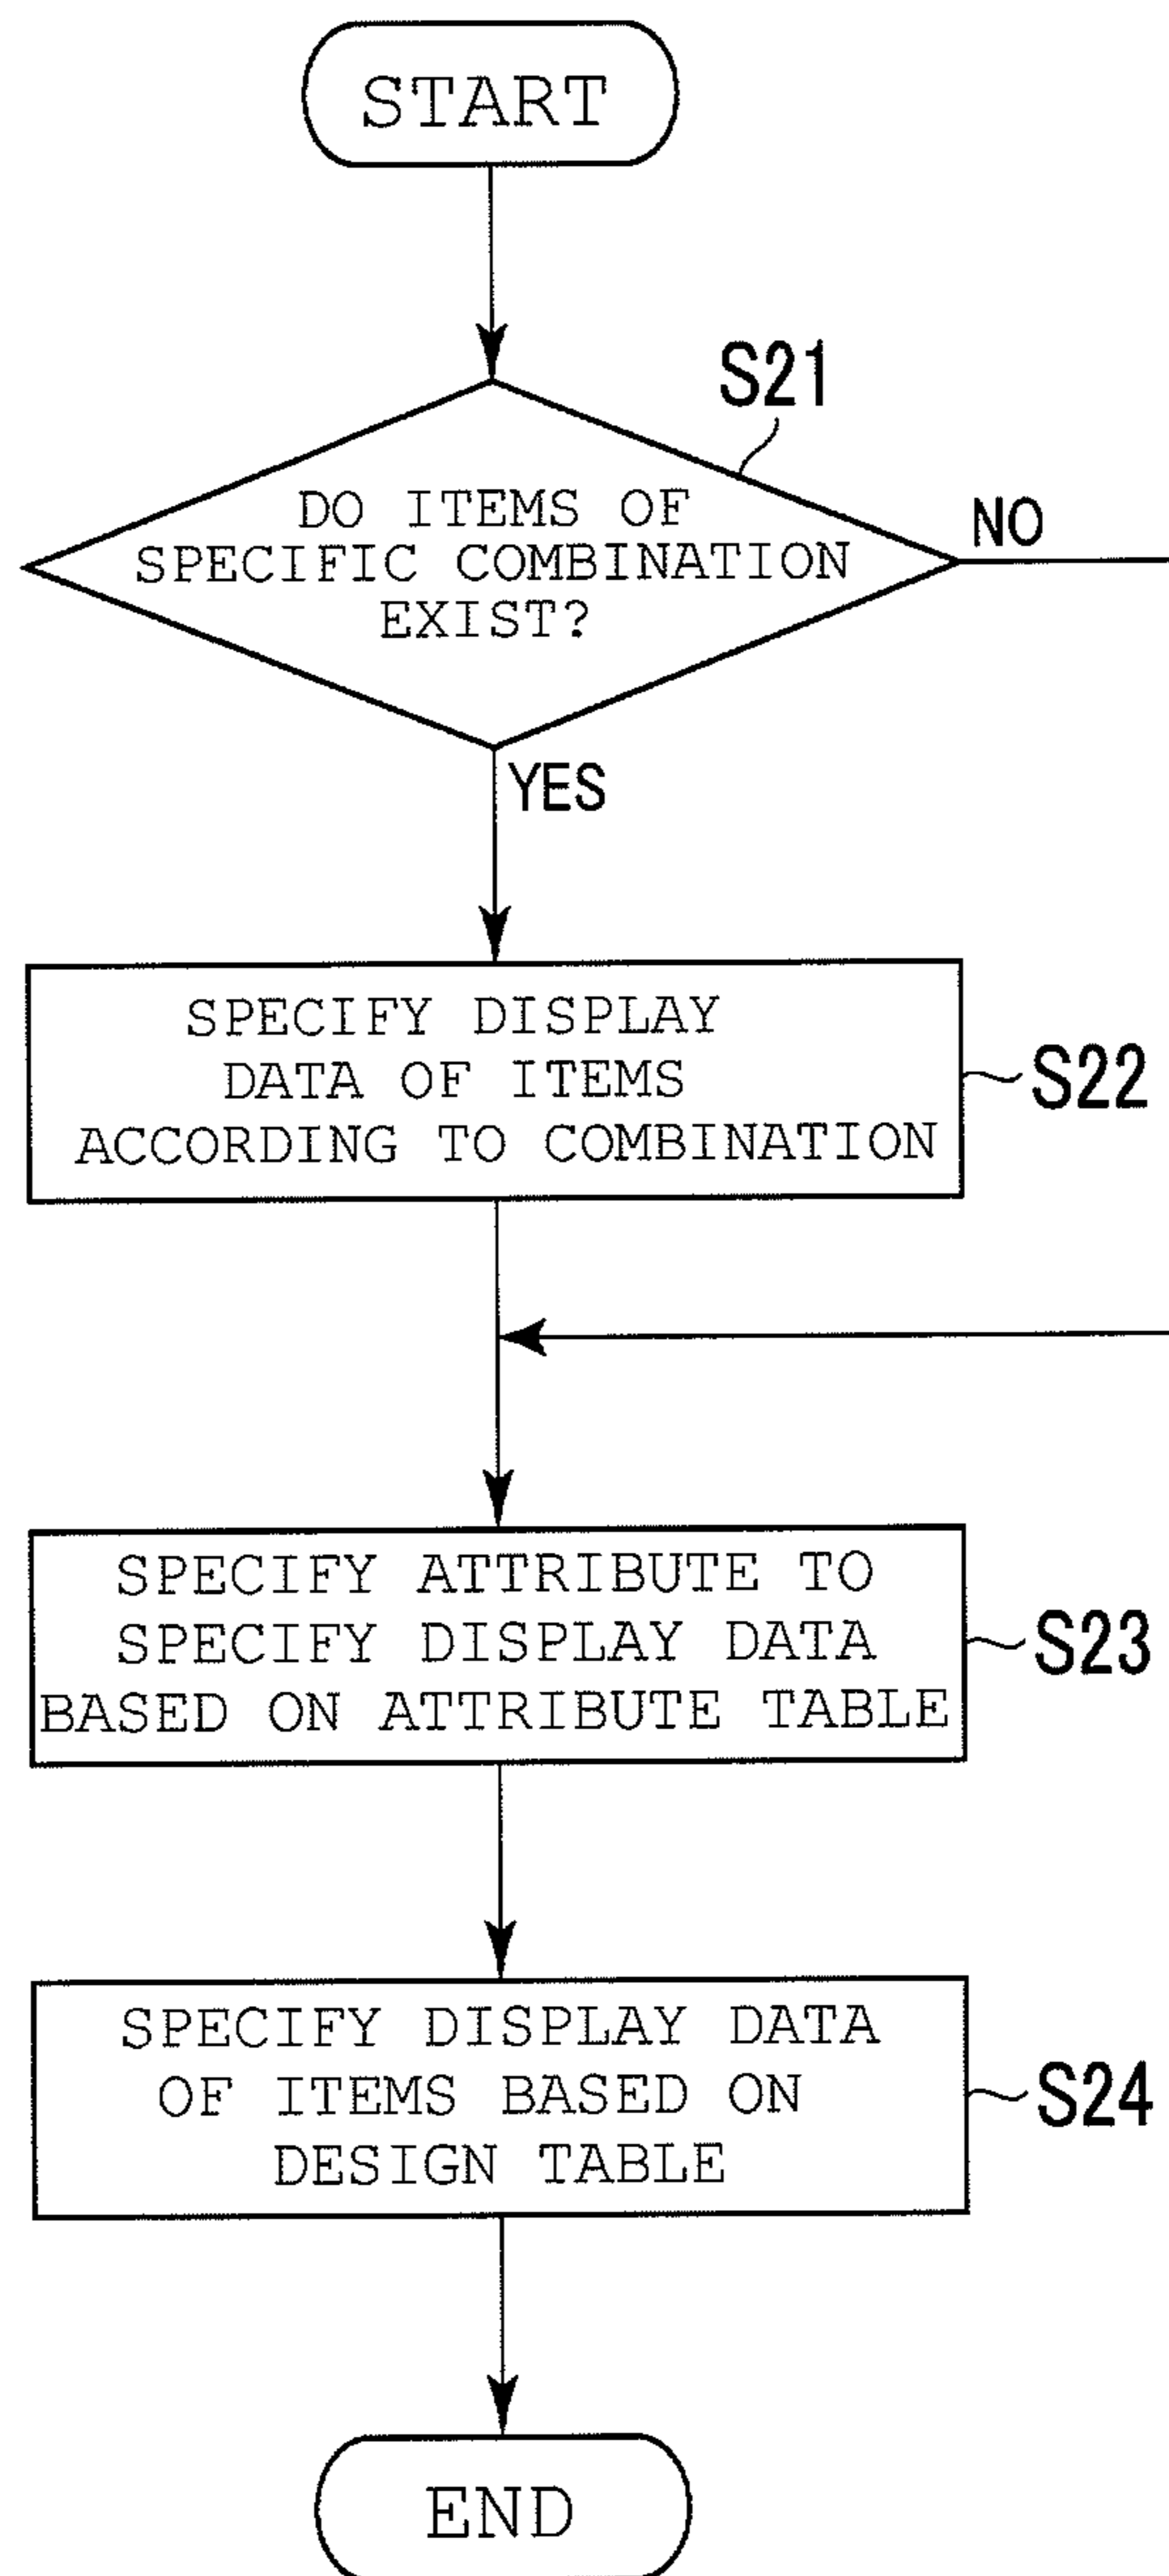 START
S21
DO ITEMS OF
SPECIFIC COMBINATION
EXIST?
NO
YES
SPECIFY DISPLAY
DATA OF ITEMS
ACCORDING TO COMBINATION
S22
SPECIFY ATTRIBUTE TO
SPECIFY DISPLAY DATA
BASED ON ATTRIBUTE TABLE
S23
SPECIFY DISPLAY DATA
OF ITEMS BASED ON
DESIGN TABLE
S24
END